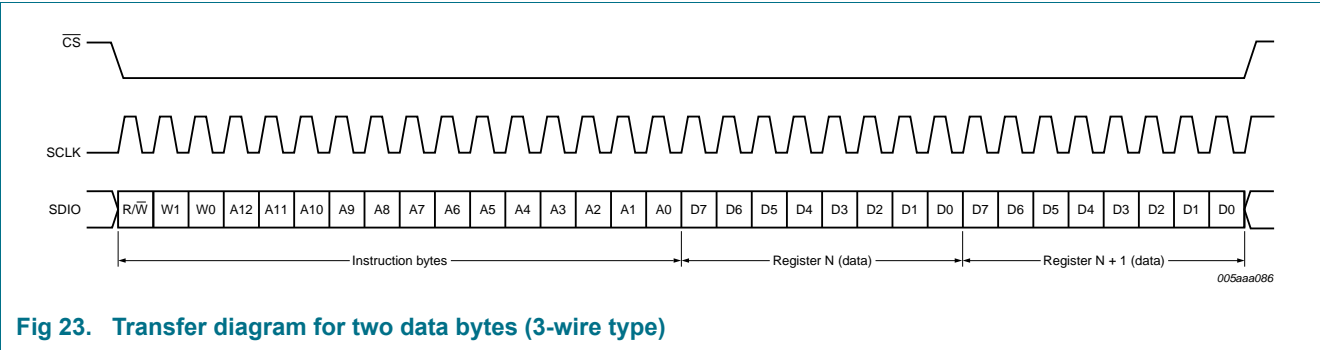 CS
SCLK
SDIO R/W W1 W0 A12 A11 A10 A9 A8 A7 A6 A5 A4 A3 A2 A1 A0 D7 D6 D5 D4 D3 D2 D1 D0 D7 D6 D5 D4 D3 D2 D1 D0
Instruction bytes Register N (data) Register N + 1 (data)
005aaa086
Fig 23. Transfer diagram for two data bytes (3-wire type)